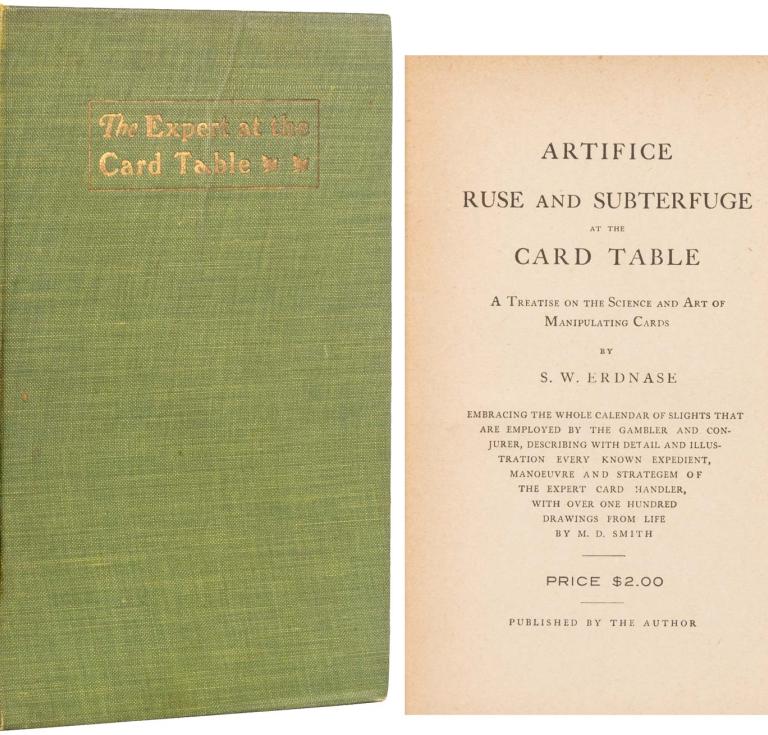 The Expert at the
Card Table
ARTIFICE
RUSE AND SUBTERFUGE
AT THE
CARD TABLE
A Treatise on the Science and Art of
Manipulating Cards
BY
S. W. ERDNASE
EMBRACING THE WHOLE CALENDAR OF SLIGHTS THAT
ARE EMPLOYED BY THE GAMBLER AND CON-
JURER, DESCRIBING WITH DETAIL AND ILLUS-
TRATION EVERY KNOWN EXPEDIENT,
MANOEUVRE AND STRATEGEM OF
THE EXPERT CARD HANDLER,
WITH OVER ONE HUNDRED
DRAWINGS FROM LIFE
BY M. D. SMITH
PRICE $2.00
PUBLISHED BY THE AUTHOR